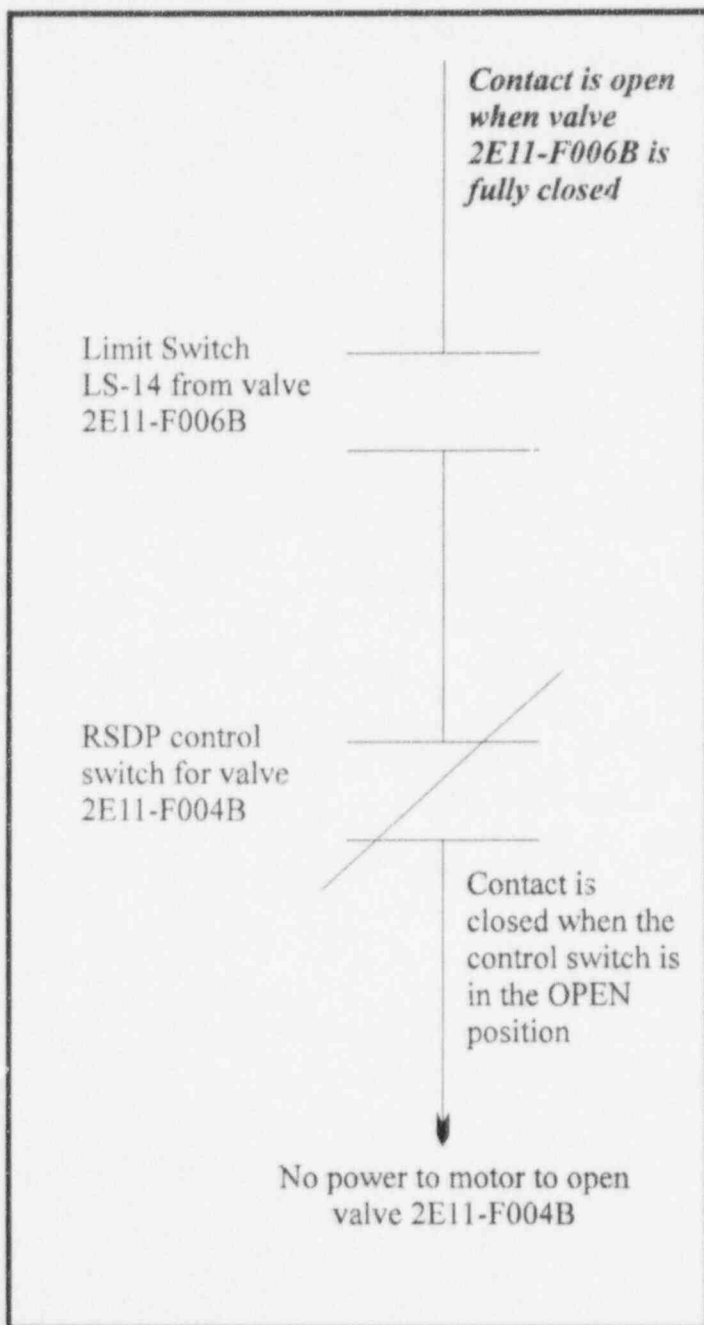 Contact is open
when valve
2E11-F006B is
fully closed
Limit Switch
LS-14 from valve
2E11-F006B
RSDP control
switch for valve
2E11-F004B
Contact is
closed when the
control switch is
in the OPEN
position
No power to motor to open
valve 2E11-F004B